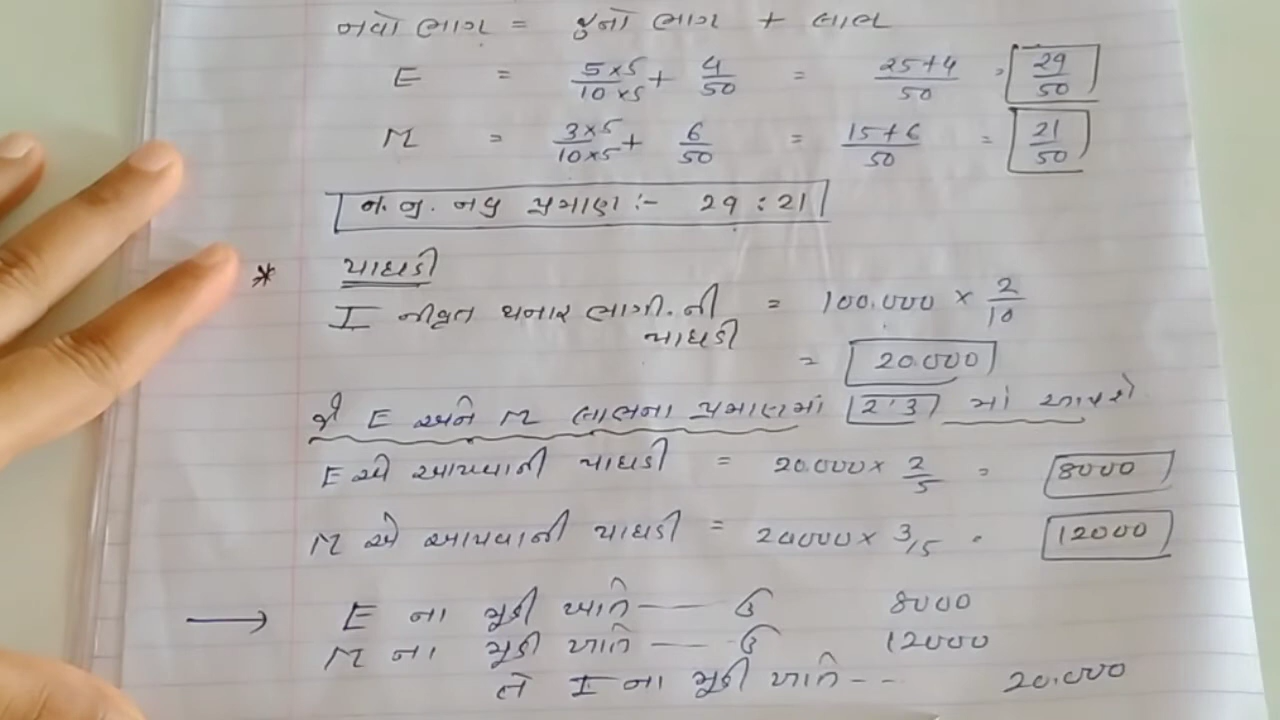 નવો ભાગ = જુનો ભાગ + લાભ
E = 5×5/10×5 + 4/50 = 25+4/50 = 29/50
M = 3×5/10×5 + 6/50 = 15+6/50 = 21/50
ન.નુ. નવુ પ્રમાણ :- 29 : 21
* પાઘડી
I નીવૃત થનાર ભાગી.ની પાઘડી = 100.000 × 2/10
= 20.000
જે E અને M લાભના પ્રમાણમાં 2:3 માં આપશે
E એ આપવાની પાઘડી = 20.000 × 2/5 = 8000
M એ આપવાની પાઘડી = 20000 × 3/5 = 12000
→ E ના મુડી ખાતે —— ઉ 8000
M ના મુડી ખાતે —— ઉ 12000
તે I ના મુડી ખાતે - - 20.000